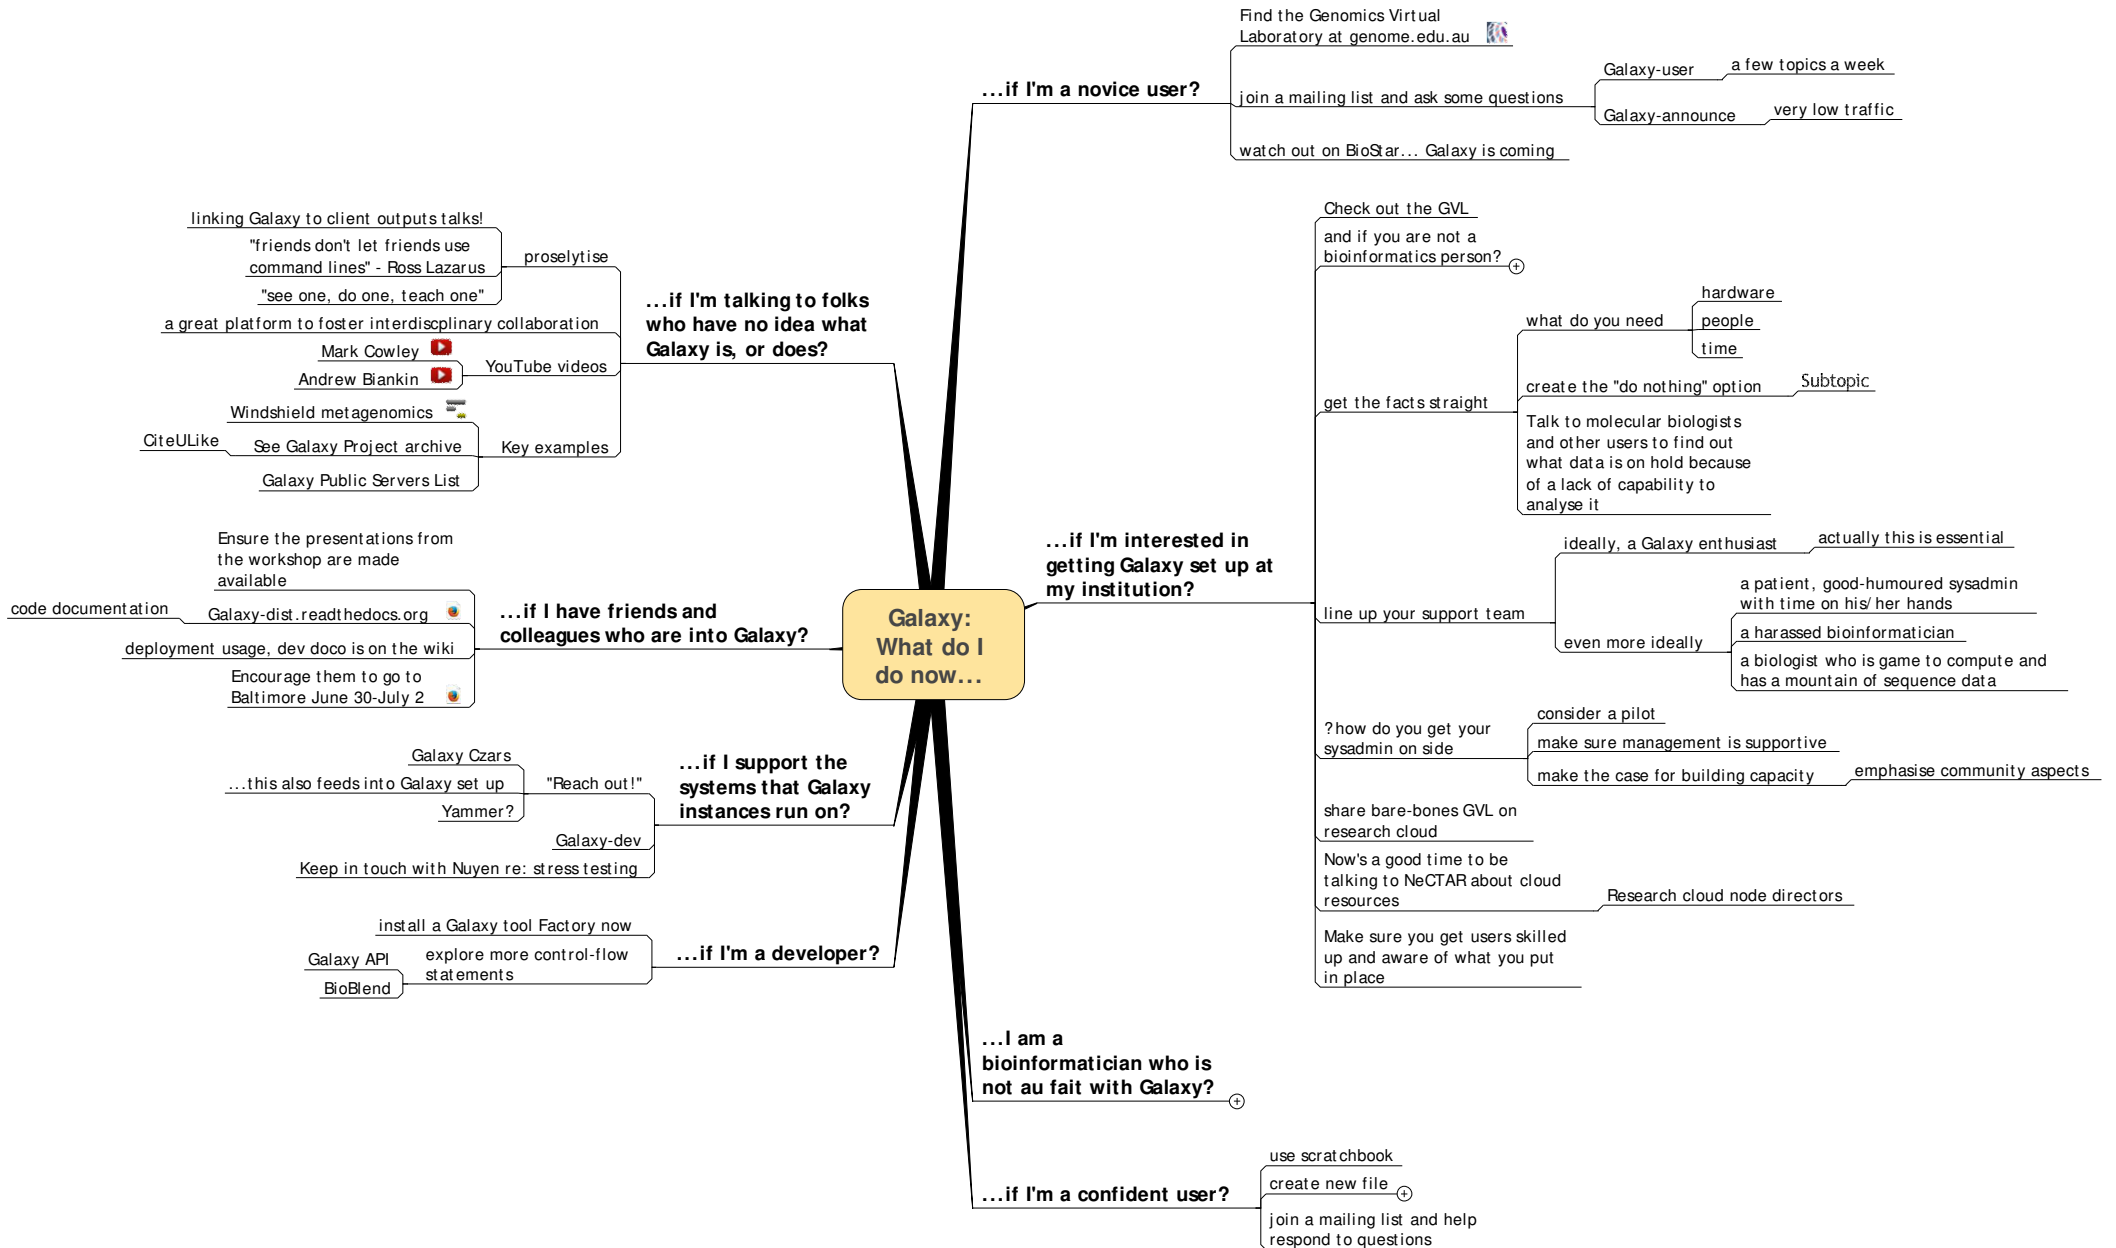 Galaxy:
What do I
do now...
...if I'm a novice user?
Find the Genomics Virtual
Laboratory at genome.edu.au
join a mailing list and ask some questions
Galaxy-user
a few topics a week
Galaxy-announce
very low traffic
watch out on BioStar... Galaxy is coming
...if I'm interested in
getting Galaxy set up at
my institution?
Check out the GVL
and if you are not a
bioinformatics person?
get the facts straight
what do you need
hardware
people
time
create the "do nothing" option
Subtopic
Talk to molecular biologists
and other users to find out
what data is on hold because
of a lack of capability to
analyse it
line up your support team
ideally, a Galaxy enthusiast
actually this is essential
even more ideally
a patient, good-humoured sysadmin
with time on his/her hands
a harassed bioinformatician
a biologist who is game to compute and
has a mountain of sequence data
?how do you get your
sysadmin on side
consider a pilot
make sure management is supportive
make the case for building capacity
emphasise community aspects
share bare-bones GVL on
research cloud
Now's a good time to be
talking to NeCTAR about cloud
resources
Research cloud node directors
Make sure you get users skilled
up and aware of what you put
in place
...I am a
bioinformatician who is
not au fait with Galaxy?
...if I'm a confident user?
use scratchbook
create new file
join a mailing list and help
respond to questions
...if I'm talking to folks
who have no idea what
Galaxy is, or does?
proselytise
linking Galaxy to client outputs talks!
"friends don't let friends use
command lines" - Ross Lazarus
"see one, do one, teach one"
a great platform to foster interdiscplinary collaboration
YouTube videos
Mark Cowley
Andrew Biankin
Key examples
Windshield metagenomics
See Galaxy Project archive
CiteULike
Galaxy Public Servers List
...if I have friends and
colleagues who are into Galaxy?
Ensure the presentations from
the workshop are made
available
Galaxy-dist.readthedocs.org
code documentation
deployment usage, dev doco is on the wiki
Encourage them to go to
Baltimore June 30-July 2
...if I support the
systems that Galaxy
instances run on?
"Reach out!"
Galaxy Czars
...this also feeds into Galaxy set up
Yammer?
Galaxy-dev
Keep in touch with Nuyen re: stress testing
...if I'm a developer?
install a Galaxy tool Factory now
explore more control-flow
statements
Galaxy API
BioBlend